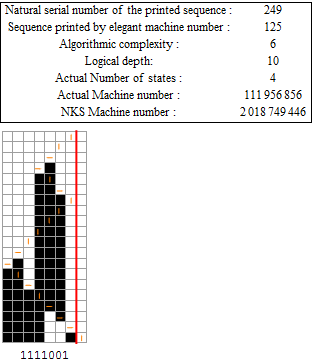 Natural serial number of the printed sequence : 249
Sequence printed by elegant machine number : 125
Algorithmic complexity : 6
Logical depth: 10
Actual Number of states : 4
Actual Machine number : 111 956 856
NKS Machine number : 2 018 749 446
1111001